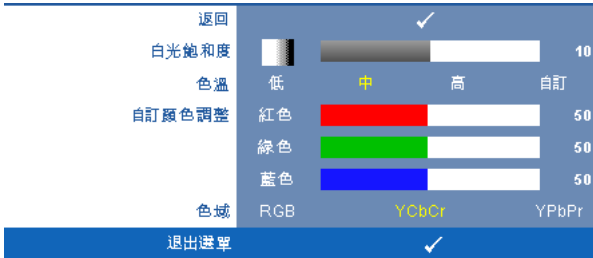 返回
白光飽和度 10
色溫 低 中 高 自訂
自訂顏色調整 紅色 50
綠色 50
藍色 50
色域 RGB YCbCr YPbPr
退出選單